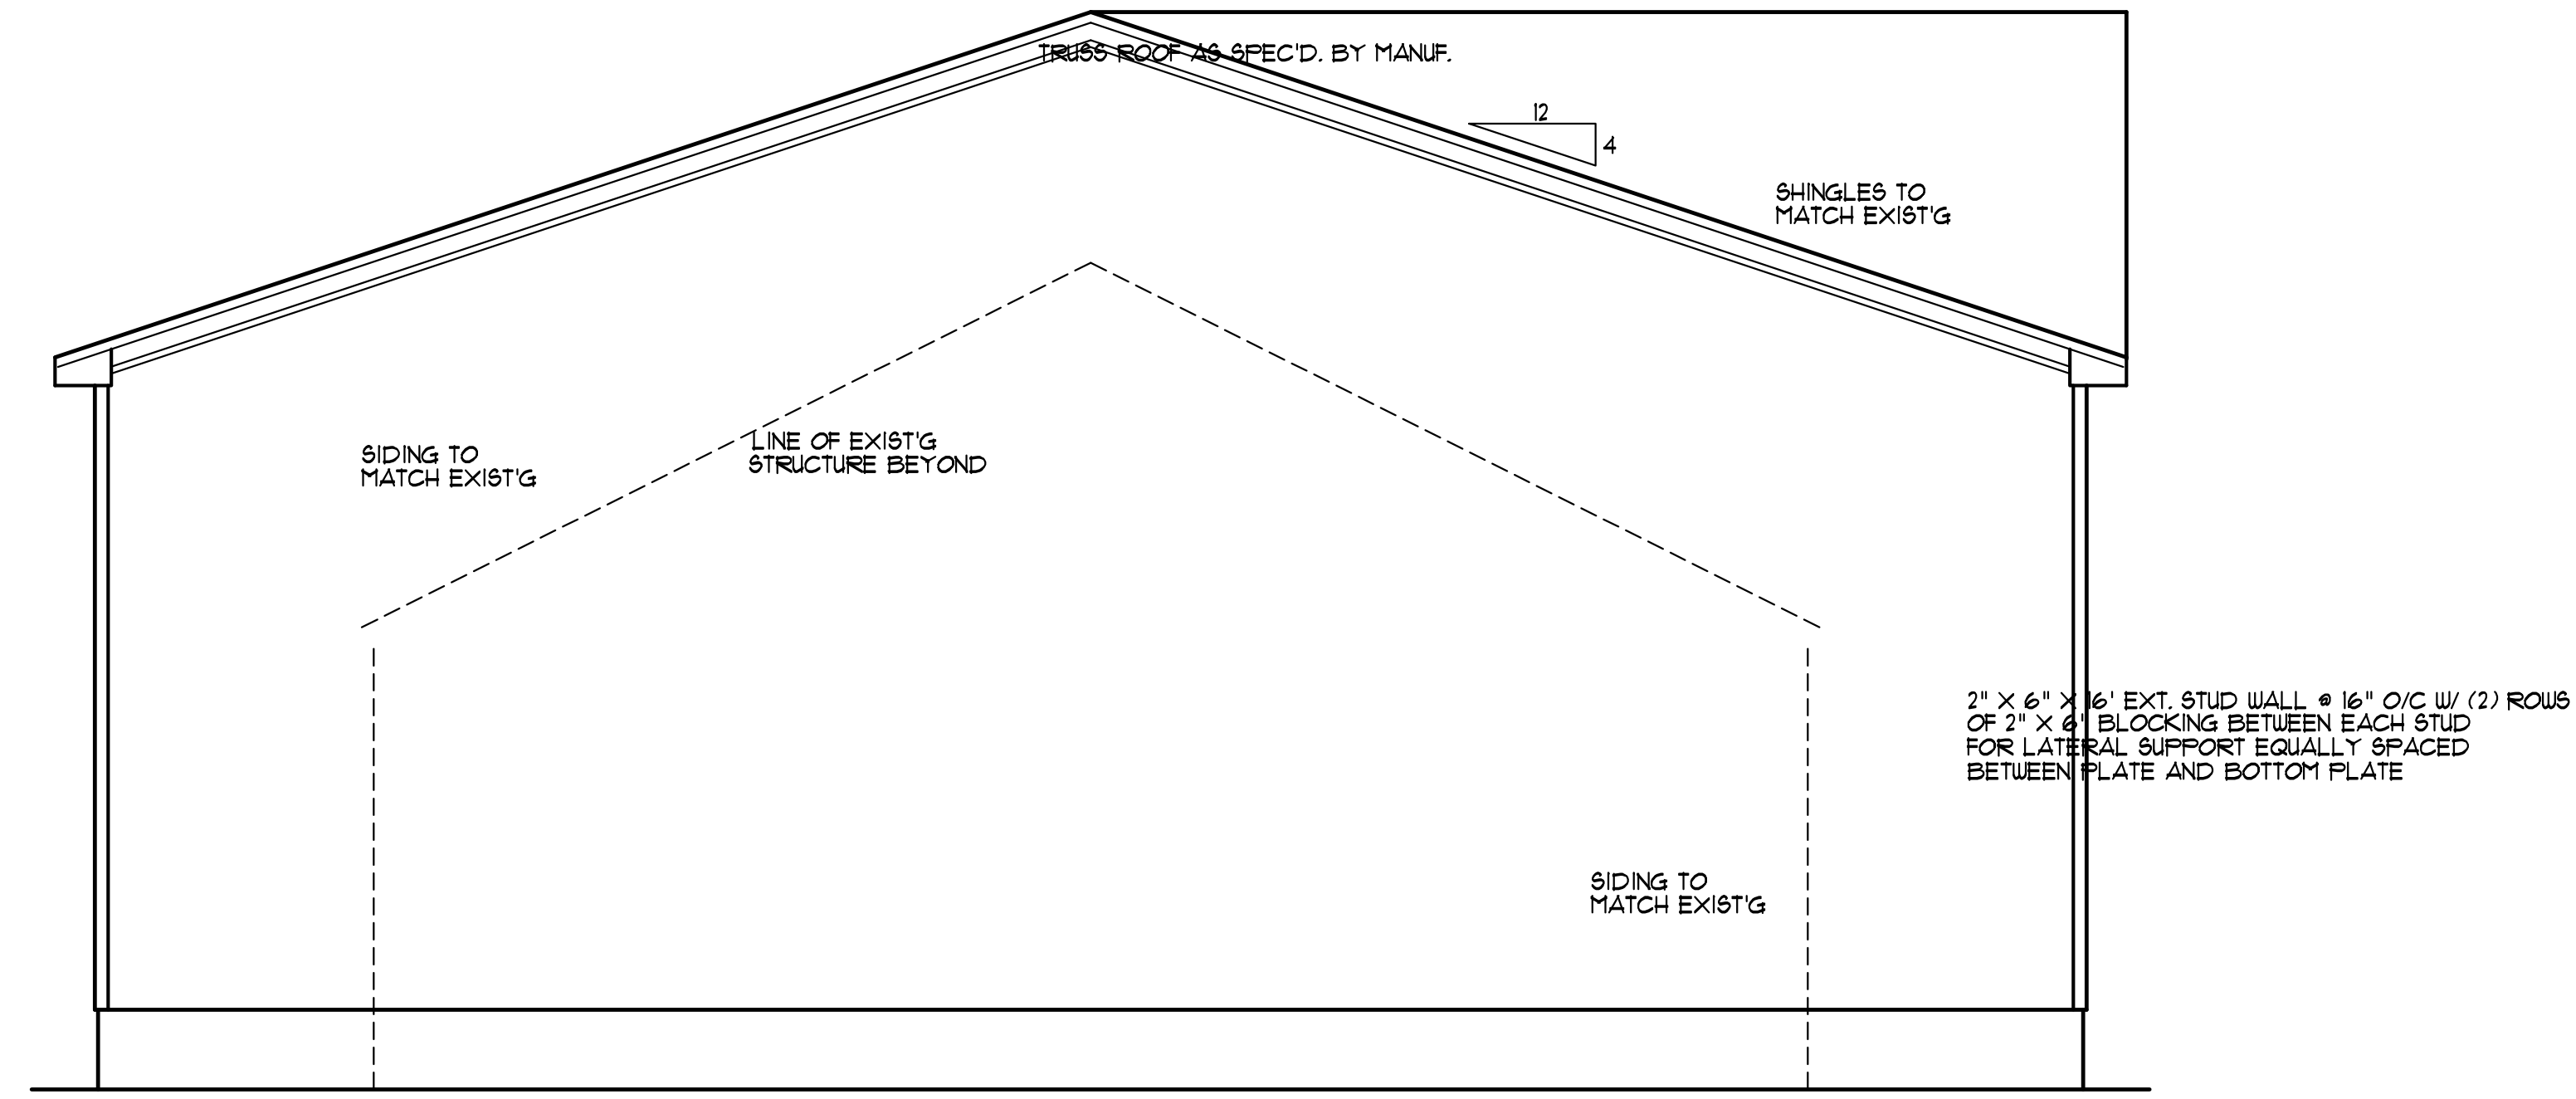 TRUSS ROOF AS SPEC'D. BY MANUF.
12
4
SHINGLES TO
MATCH EXIST'G
SIDING TO
MATCH EXIST'G
LINE OF EXIST'G
STRUCTURE BEYOND
2" X 6" X 16' EXT. STUD WALL @ 16" O/C W/ (2) ROWS
OF 2" X 6" BLOCKING BETWEEN EACH STUD
FOR LATERAL SUPPORT EQUALLY SPACED
BETWEEN PLATE AND BOTTOM PLATE
SIDING TO
MATCH EXIST'G